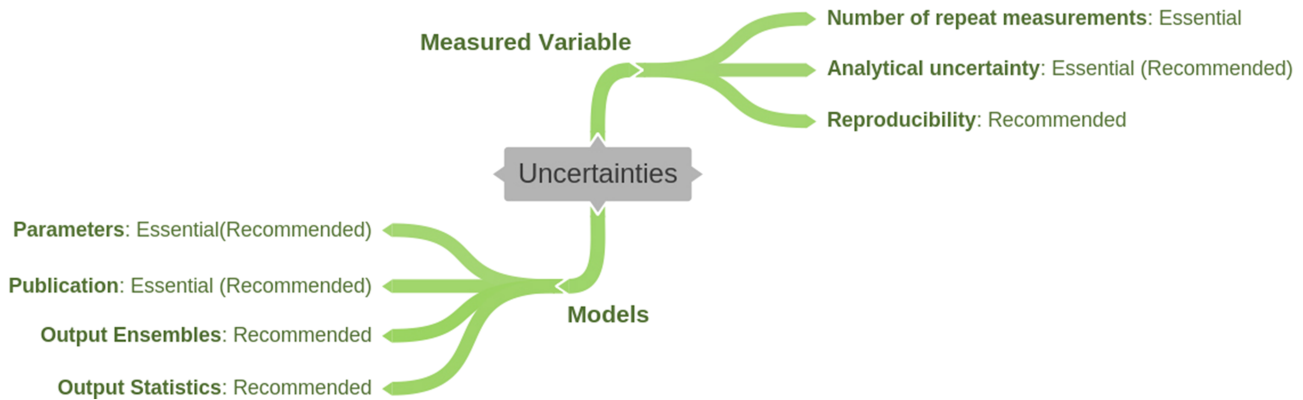 Measured Variable
Number of repeat measurements: Essential
Analytical uncertainty: Essential (Recommended)
Reproducibility: Recommended
Uncertainties
Parameters: Essential(Recommended)
Publication: Essential (Recommended)
Output Ensembles: Recommended
Output Statistics: Recommended
Models